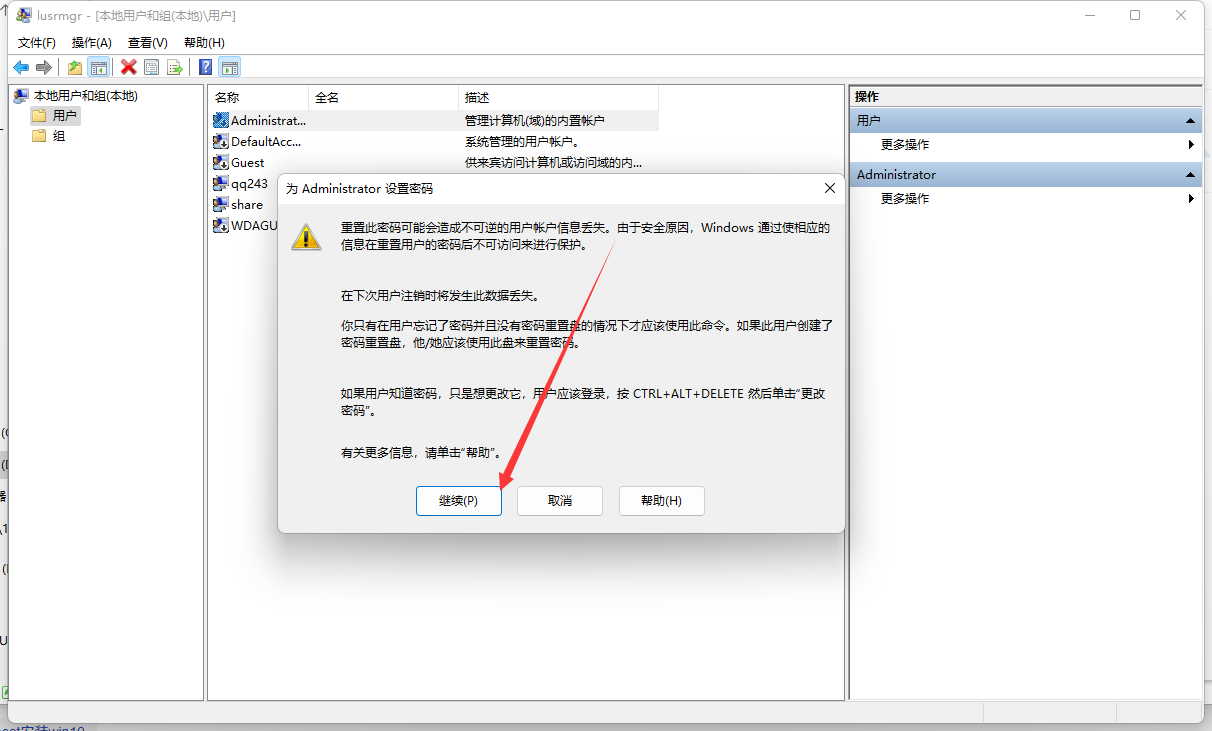 lusrmgr - [本地用户和组(本地)\用户]
文件(F) 操作(A) 查看(V) 帮助(H)
本地用户和组(本地)
用户
组
名称 全名 描述
Administrat... 管理计算机(域)的内置帐户
DefaultAcc... 系统管理的用户帐户。
Guest 供来宾访问计算机或访问域的内...
qq243
share
WDAGU
操作
用户
更多操作
Administrator
更多操作
为 Administrator 设置密码
重置此密码可能会造成不可逆的用户帐户信息丢失。由于安全原因，Windows 通过使相应的
信息在重置用户的密码后不可访问来进行保护。
在下次用户注销时将发生此数据丢失。
你只有在用户忘记了密码并且没有密码重置盘的情况下才应该使用此命令。如果此用户创建了
密码重置盘，他/她应该使用此盘来重置密码。
如果用户知道密码，只是想更改它，用户应该登录，按 CTRL+ALT+DELETE 然后单击“更改
密码”。
有关更多信息，请单击“帮助”。
继续(P) 取消 帮助(H)